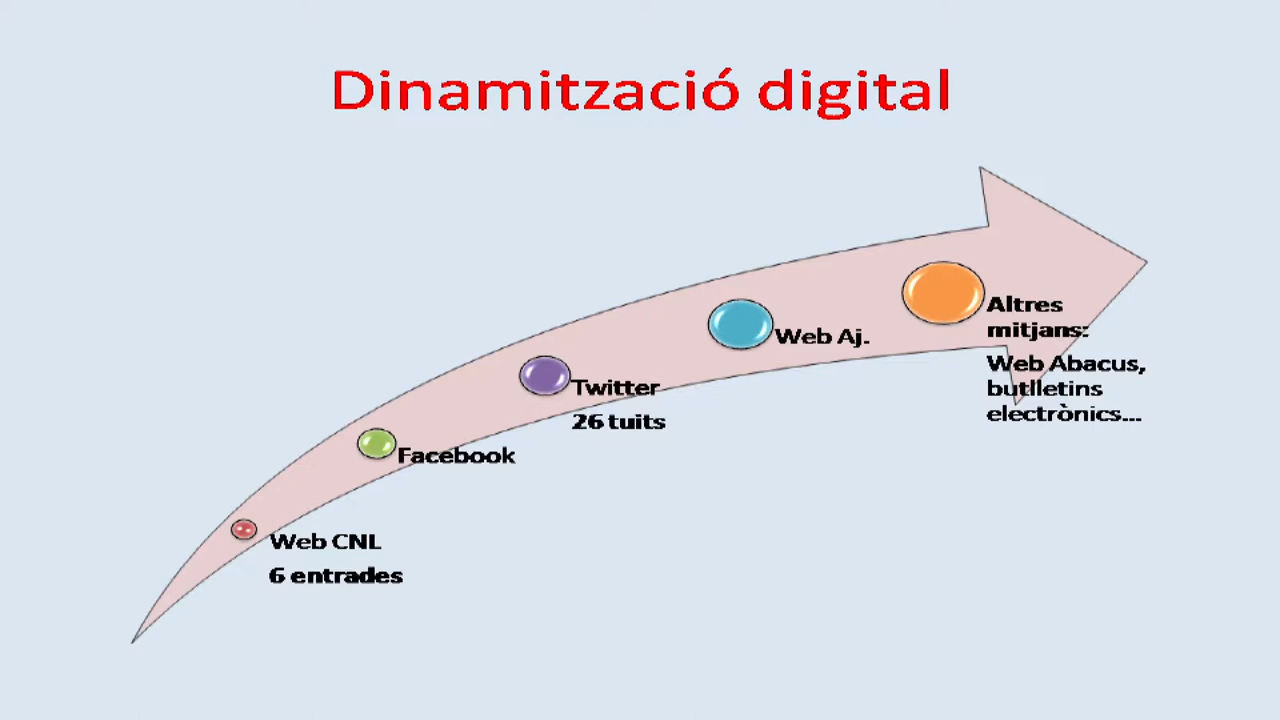 Dinamització digital
Web CNL
6 entrades
Facebook
Twitter
26 tuits
Web Aj.
Altres
mitjans:
Web Abacus,
butlletins
electrònics...